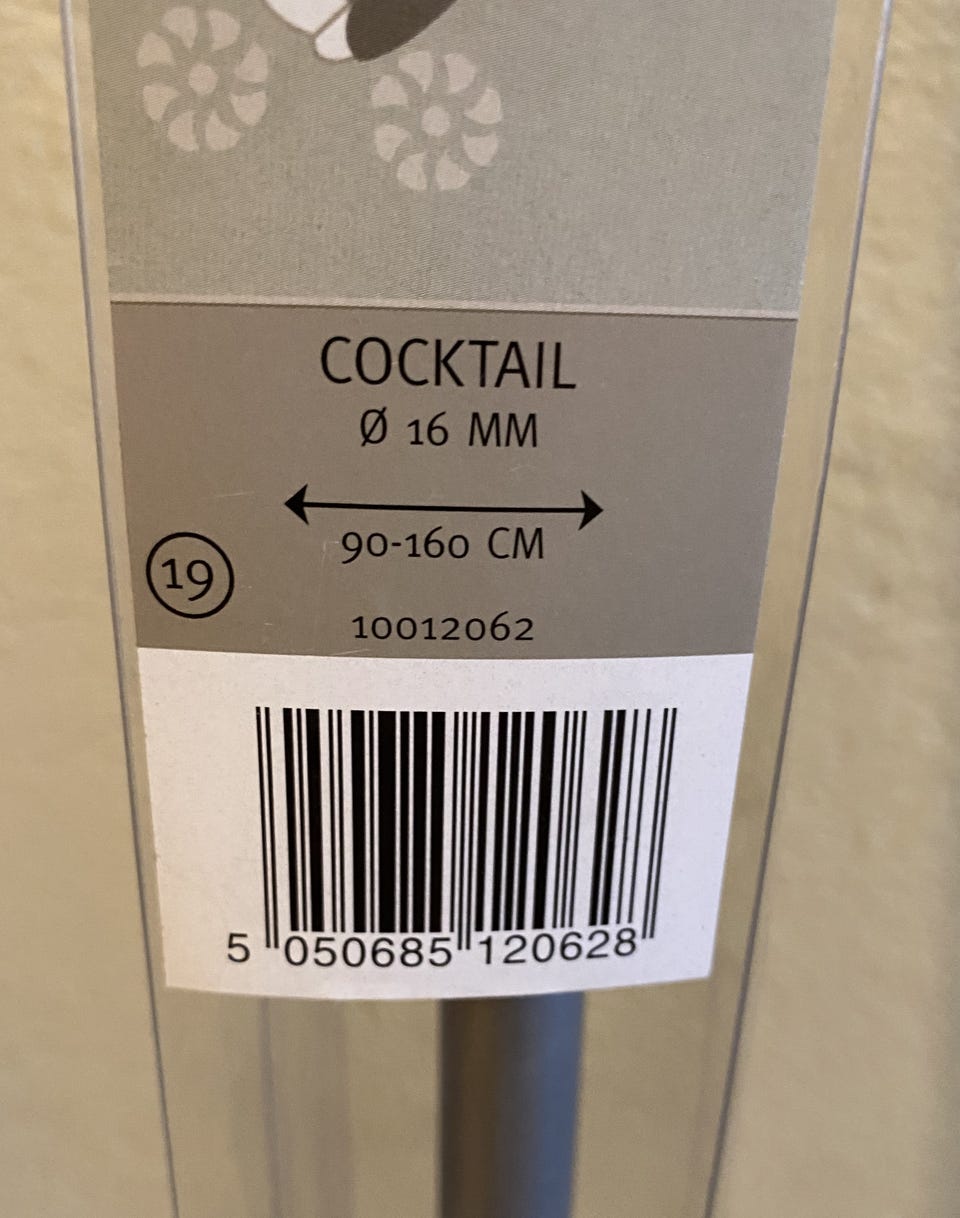 COCKTAIL
Ø 16 MM
90-160 CM
19
10012062
5 050685 120628